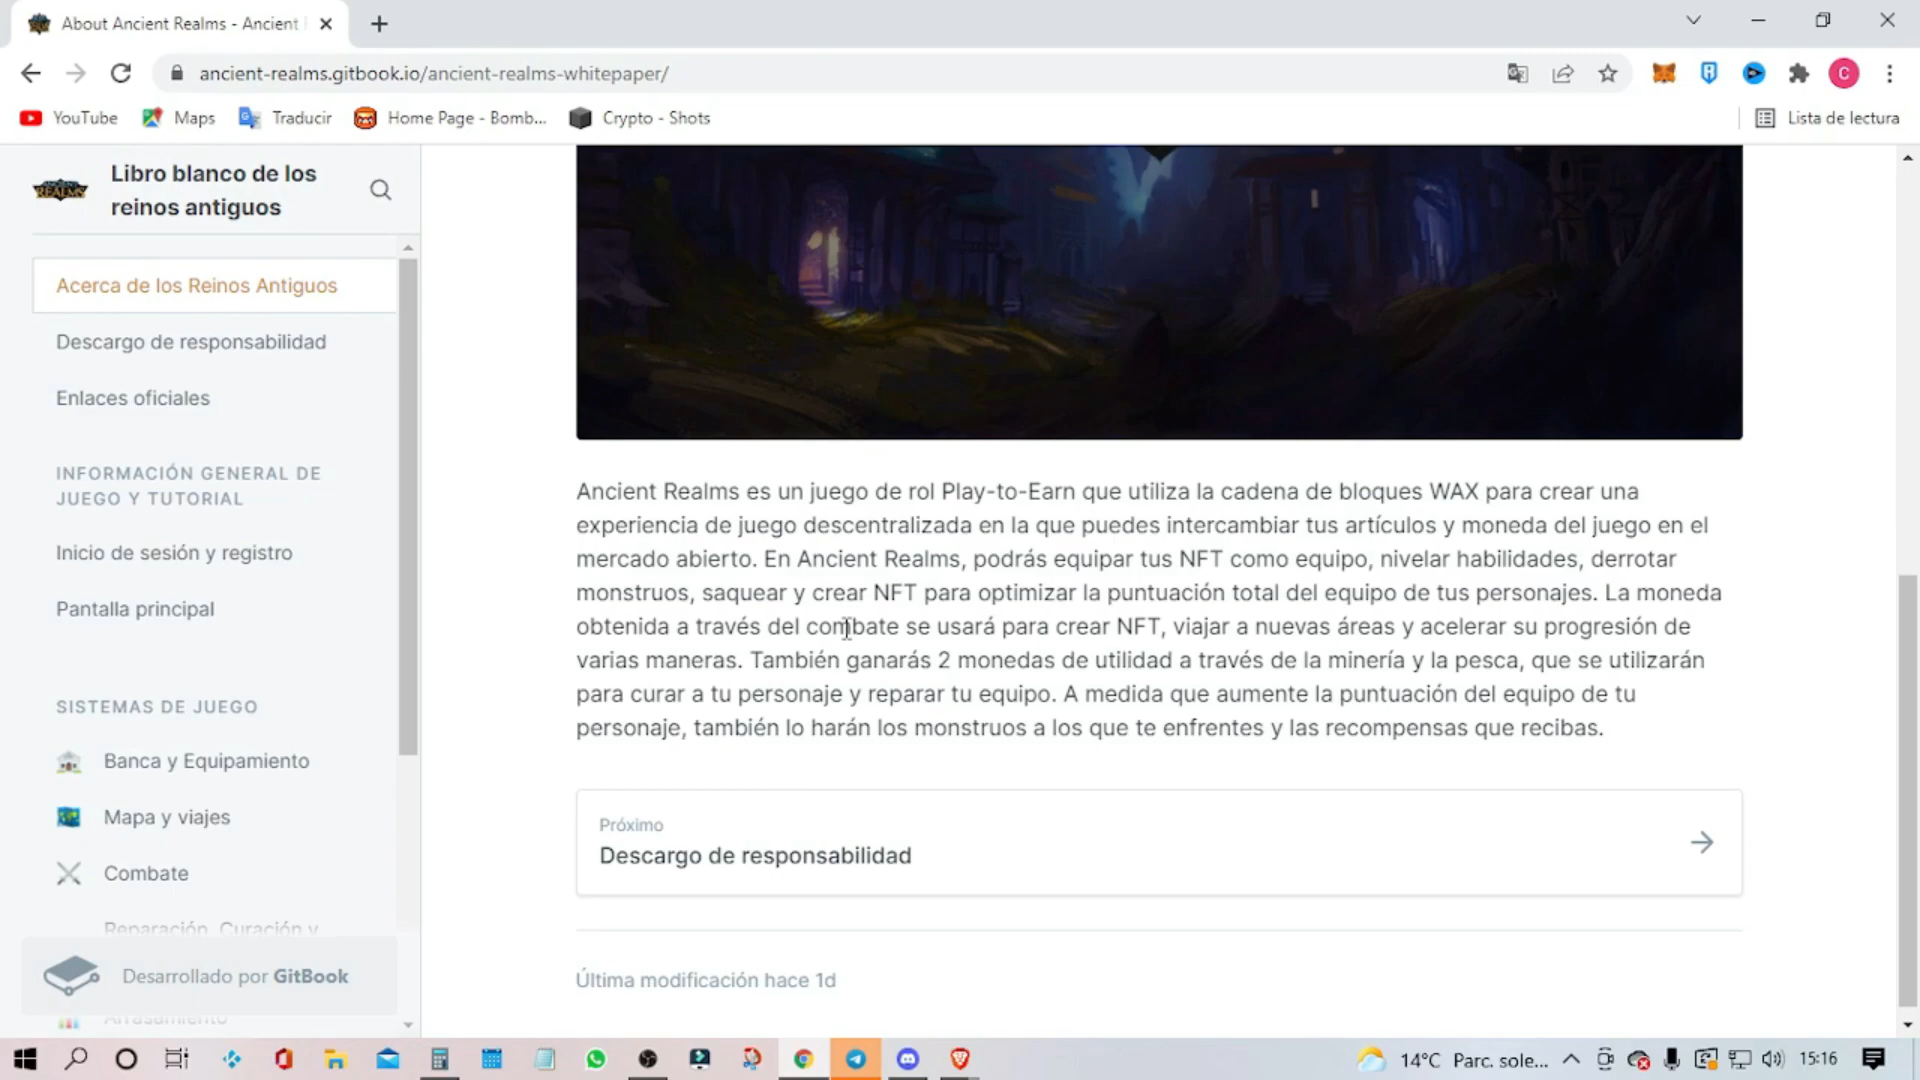 About Ancient Realms - Ancient
ancient-realms.gitbook.io/ancient-realms-whitepaper/
C
YouTube
Maps
Traducir
Home Page - Bomb...
Crypto - Shots
Lista de lectura
REALMS
Libro blanco de los
reinos antiguos
Acerca de los Reinos Antiguos
Descargo de responsabilidad
Enlaces oficiales
INFORMACIÓN GENERAL DE
JUEGO Y TUTORIAL
Inicio de sesión y registro
Pantalla principal
SISTEMAS DE JUEGO
Banca y Equipamiento
Mapa y viajes
Combate
Reparación, Curación y
Desarrollado por GitBook
Arrasamiento
Ancient Realms es un juego de rol Play-to-Earn que utiliza la cadena de bloques WAX para crear una
experiencia de juego descentralizada en la que puedes intercambiar tus artículos y moneda del juego en el
mercado abierto. En Ancient Realms, podrás equipar tus NFT como equipo, nivelar habilidades, derrotar
monstruos, saquear y crear NFT para optimizar la puntuación total del equipo de tus personajes. La moneda
obtenida a través del combate se usará para crear NFT, viajar a nuevas áreas y acelerar su progresión de
varias maneras. También ganarás 2 monedas de utilidad a través de la minería y la pesca, que se utilizarán
para curar a tu personaje y reparar tu equipo. A medida que aumente la puntuación del equipo de tu
personaje, también lo harán los monstruos a los que te enfrentes y las recompensas que recibas.
Próximo
Descargo de responsabilidad
Última modificación hace 1d
14°C Parc. sole...
15:16